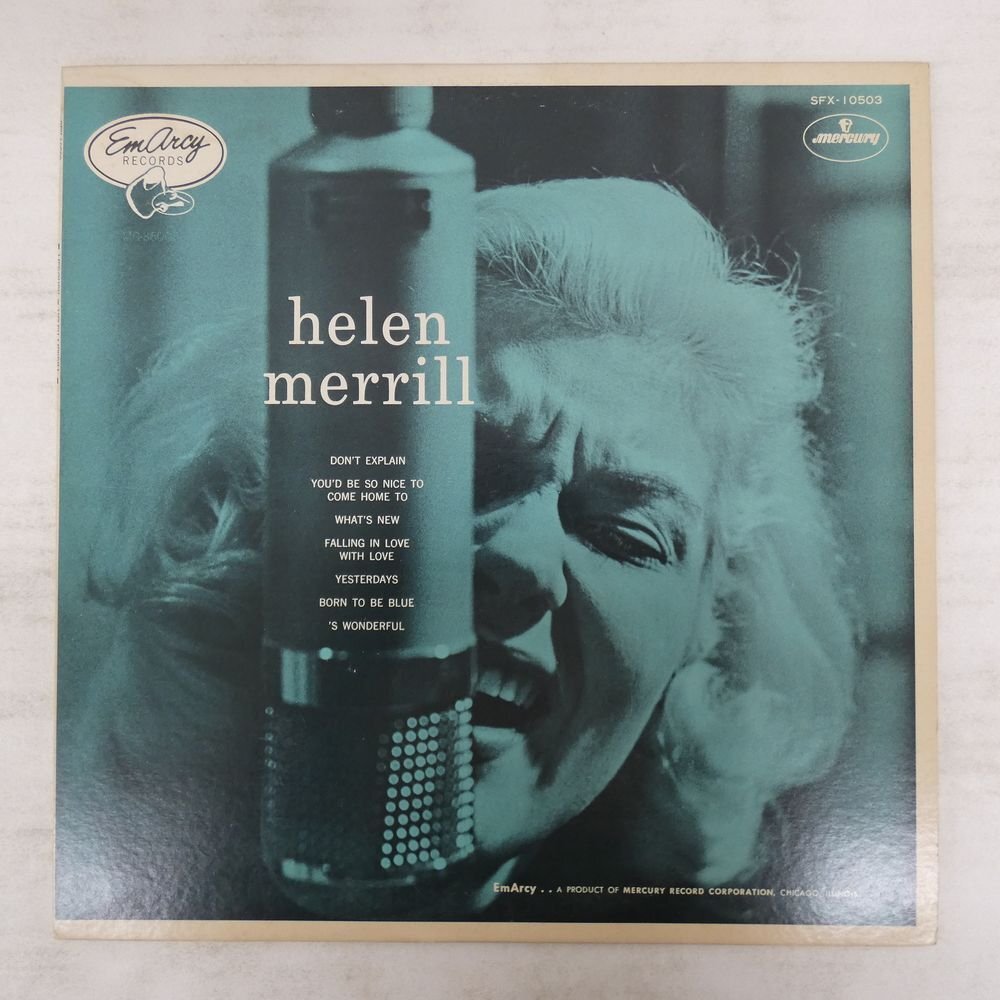 SFX-10503
EmArcy
RECORDS
mercury
helen
merrill
DON'T EXPLAIN
YOU'D BE SO NICE TO
COME HOME TO
WHAT'S NEW
FALLING IN LOVE
WITH LOVE
YESTERDAYS
BORN TO BE BLUE
'S WONDERFUL
EmArcy . . A PRODUCT OF MERCURY RECORD CORPORATION, CHICAGO, ILLINOIS